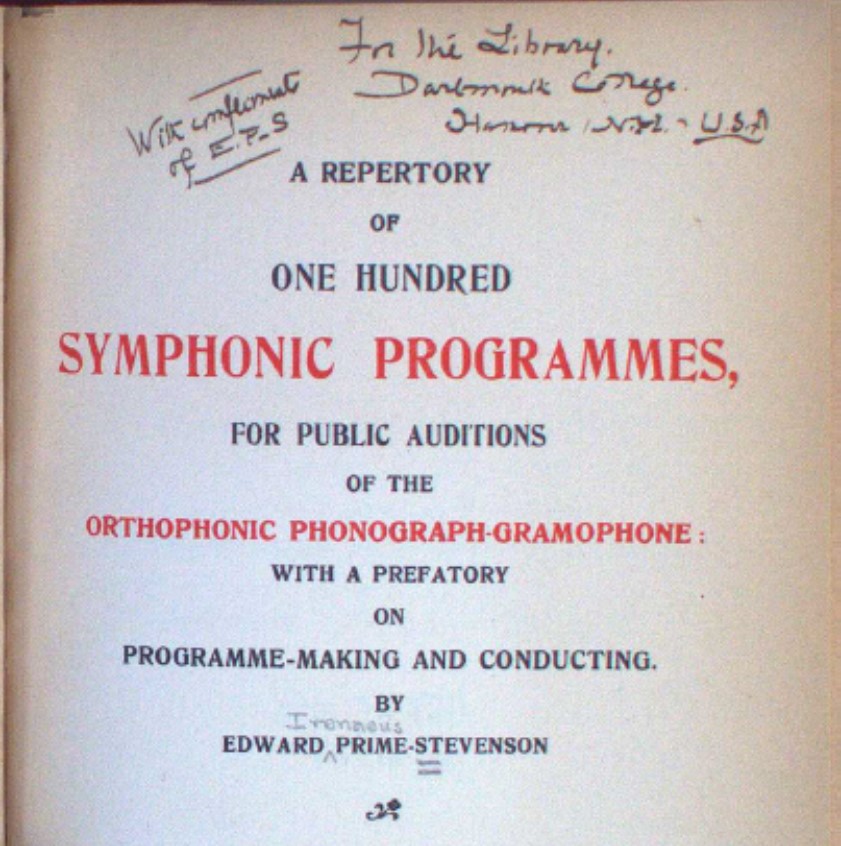 For the Library.
Dartmouth College.
Hanover, N.H. - U.S.A
With compliments
of E.P-S
A REPERTORY
OF
ONE HUNDRED
SYMPHONIC PROGRAMMES,
FOR PUBLIC AUDITIONS
OF THE
ORTHOPHONIC PHONOGRAPH-GRAMOPHONE:
WITH A PREFATORY
ON
PROGRAMME-MAKING AND CONDUCTING.
BY
Irenaeus
EDWARD PRIME-STEVENSON